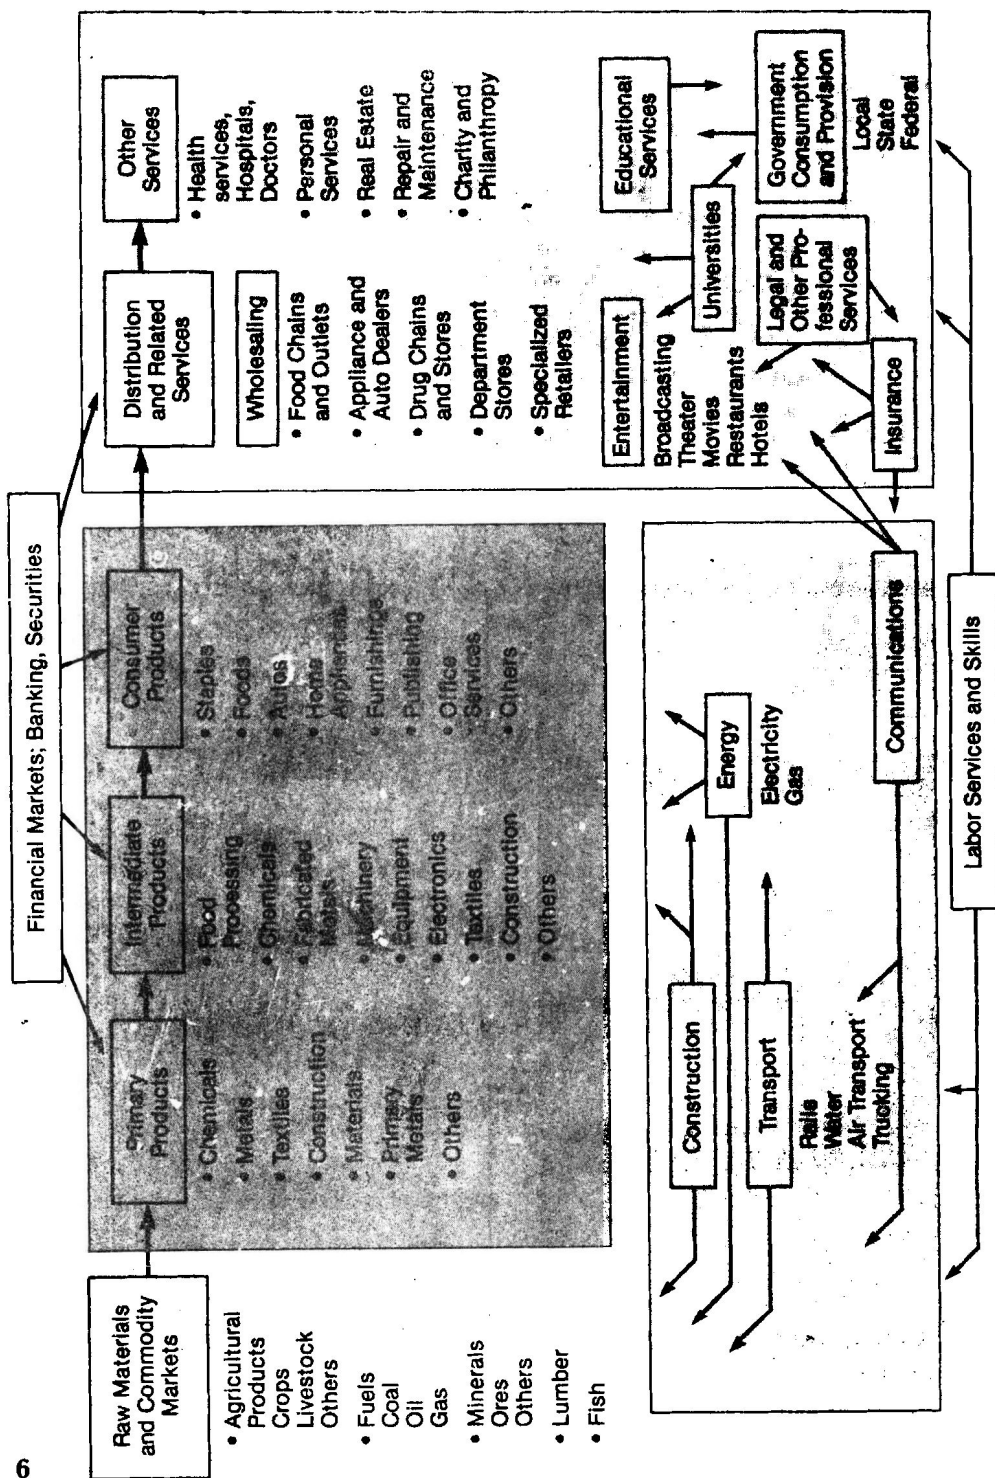 6
Financial Markets; Banking, Securities
Raw Materials
and Commodity
Markets
• Agricultural
Products
Crops
Livestock
Others
• Fuels
Coal
Oil
Gas
• Minerals
Ores
Others
• Lumber
• Fish
Primary
Products
• Chemicals
• Metals
• Textiles
• Construction
• Materials
• Primary
Metals
• Others
Intermediate
Products
• Food
Processing
• Chemicals
• Fabricated
Metals
• Machinery
• Equipment
• Electronics
• Textiles
• Construction
• Others
Consumer
Products
• Staples
• Foods
• Autos
• Home
Appliances
• Furnishings
• Publishing
• Office
Services
• Others
Distribution
and Related
Services
Wholesaling
• Food Chains
and Outlets
• Appliance and
Auto Dealers
• Drug Chains
and Stores
• Department
Stores
• Specialized
Retailers
Other
Services
• Health
services,
Hospitals,
Doctors
• Personal
Services
• Real Estate
• Repair and
Maintenance
• Charity and
Philanthropy
Entertainment
Broadcasting
Theater
Movies
Restaurants
Hotels
Universities
Educational
Services
Legal and
Other Pro-
fessional
Services
Government
Consumption
and Provision
Local
State
Federal
Insurance
Construction
Transport
Rails
Water
Air Transport
Trucking
Energy
Electricity
Gas
Communications
Labor Services and Skills